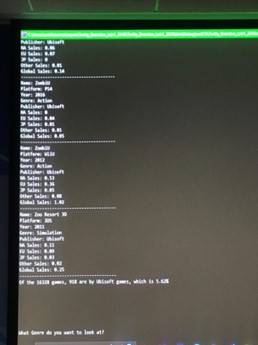 Publisher: Ubisoft
NA Sales: 0.06
EU Sales: 0.07
JP Sales: 0
Other Sales: 0.01
Global Sales: 0.14
Name: ZombiU
Platform: PS4
Year: 2016
Genre: Action
Publisher: Ubisoft
NA Sales: 0
EU Sales: 0.04
JP Sales: 0.01
Other Sales: 0.01
Global Sales: 0.05
Name: ZombiU
Platform: WiiU
Year: 2012
Genre: Action
Publisher: Ubisoft
NA Sales: 0.53
EU Sales: 0.36
JP Sales: 0.05
Other Sales: 0.08
Global Sales: 1.02
Name: Zoo Resort 3D
Platform: 3DS
Year: 2011
Genre: Simulation
Publisher: Ubisoft
NA Sales: 0.11
EU Sales: 0.09
JP Sales: 0.03
Other Sales: 0.02
Global Sales: 0.25
Of the 16328 games, 918 are by Ubisoft games, which is 5.62%
What Genre do you want to look at?